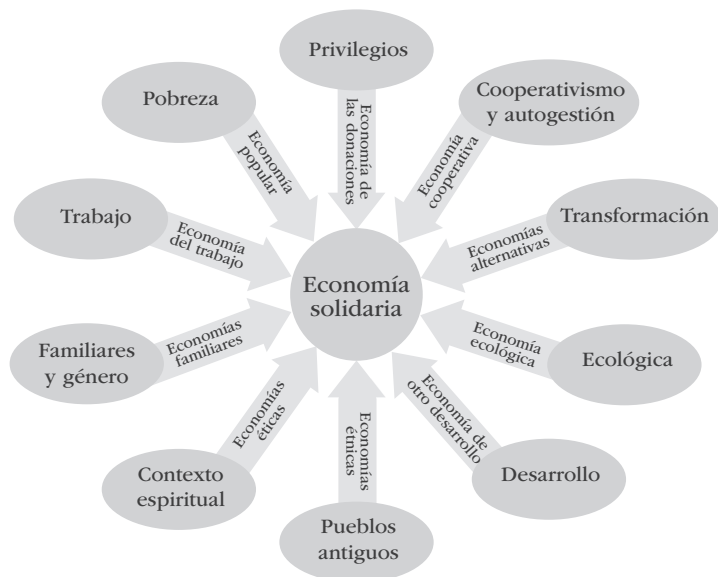 Privilegios
Economía de
las donaciones
Cooperativismo
y autogestión
Economía
cooperativa
Transformación
Economías
alternativas
Ecológica
Economía
ecológica
Desarrollo
Economía de
otro desarrollo
Pueblos
antiguos
Economías
étnicas
Contexto
espiritual
Economías
éticas
Familiares
y género
Economías
familiares
Trabajo
Economía
del trabajo
Pobreza
Economía
popular
Economía
solidaria